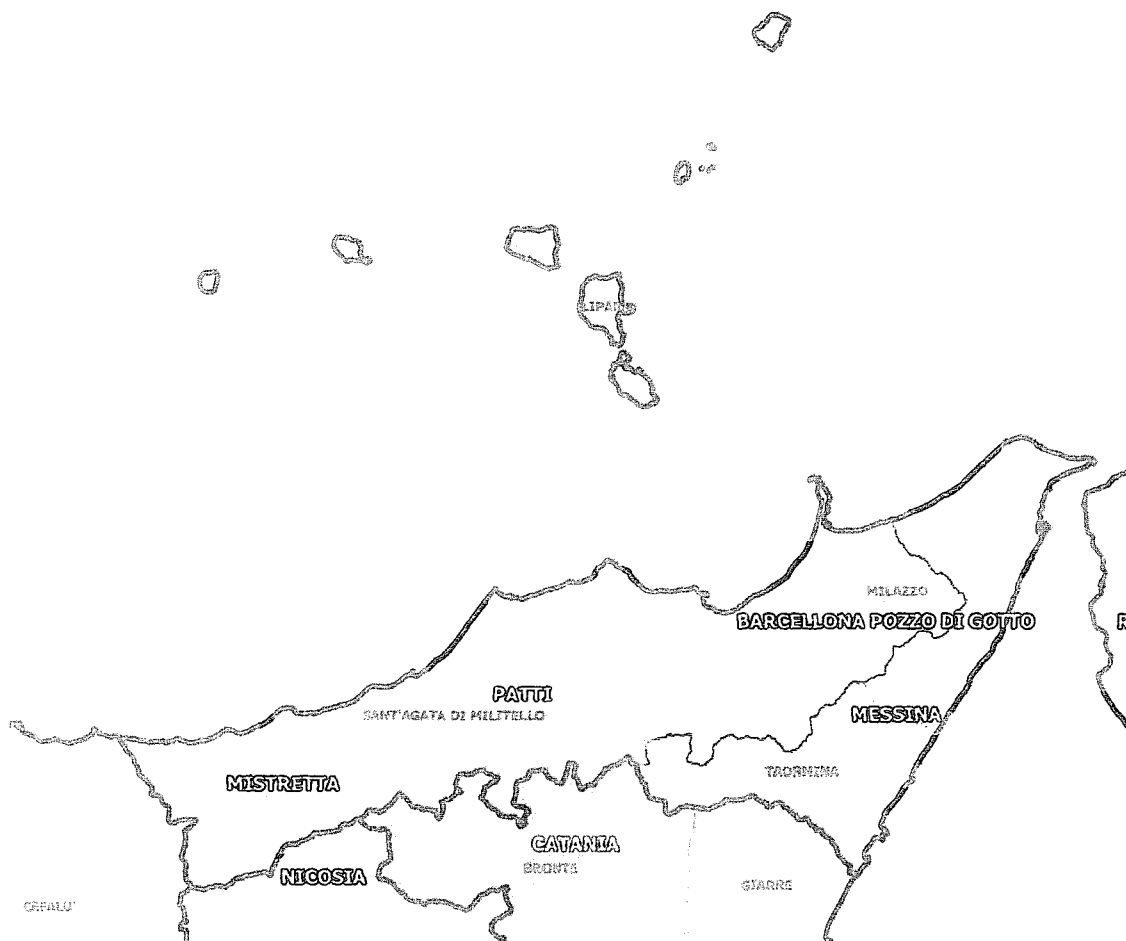 LIPARI
MILAZZO
BARCELLONA POZZO DI GOTTO
R
PATTI
SANT'AGATA DI MILITELLO
MESSINA
TAORMINA
MISTRETTA
CATANIA
BRONTE
NICOSIA
GIARRE
CEFALU'